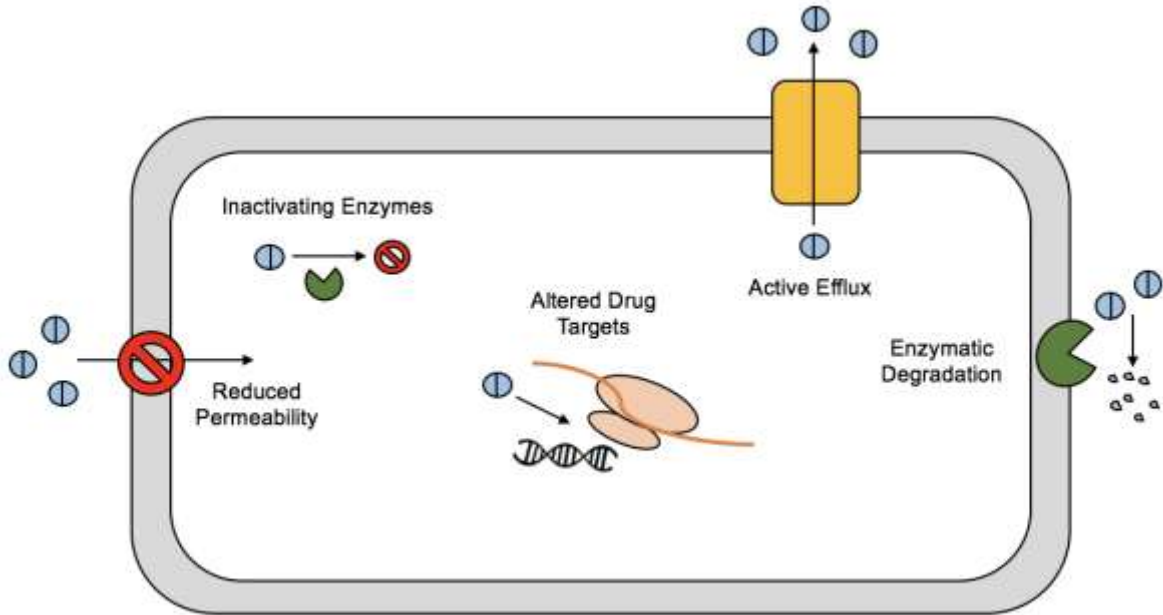 Inactivating Enzymes
Active Efflux
Altered Drug
Targets
Enzymatic
Degradation
Reduced
Permeability